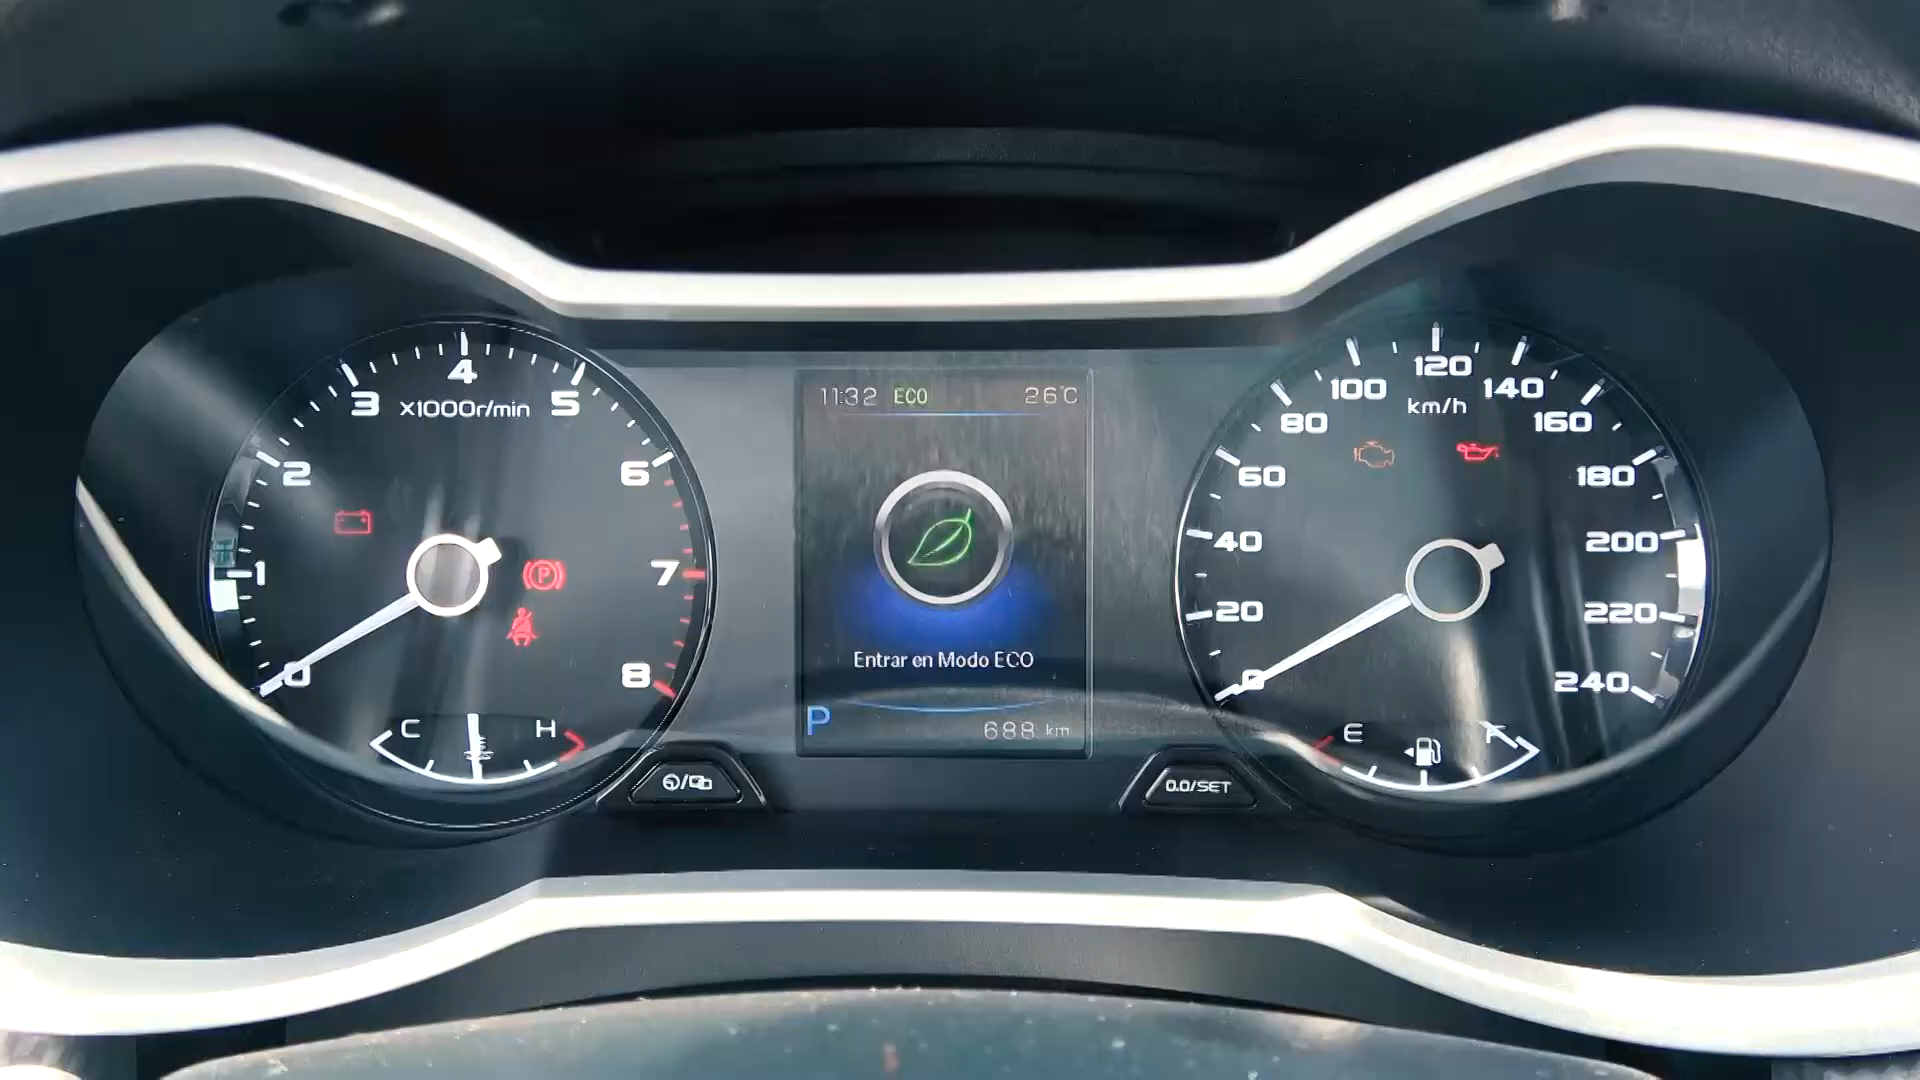 3 4 5
x1000r/min
2 6
1 7
0 8
C H
11:32 ECO 26°C
Entrar en Modo ECO
P
688 km
0.0/SET
100 120 140
km/h
80 160
60 180
40 200
20 220
0 240
E F